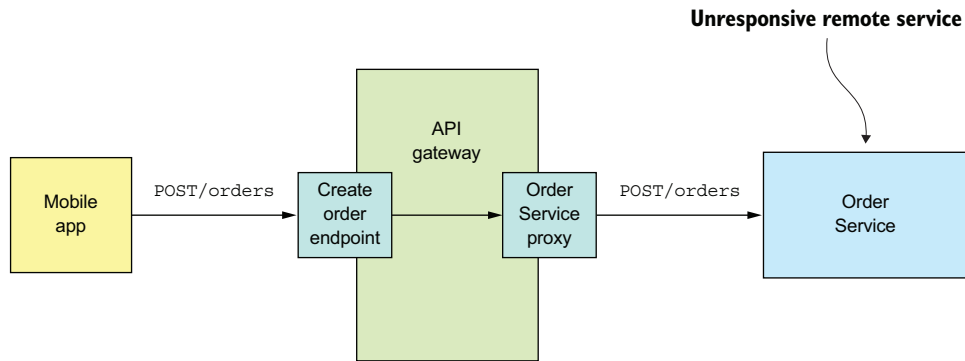 Unresponsive remote service
API
gateway
Mobile
app
POST/orders
Create
order
endpoint
Order
Service
proxy
POST/orders
Order
Service